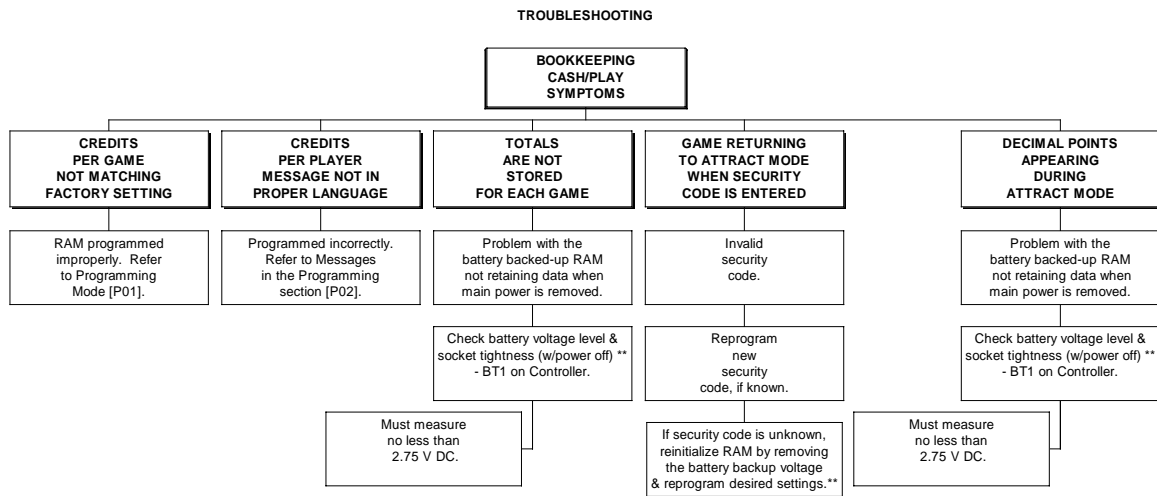 TROUBLESHOOTING
BOOKKEEPING
CASH/PLAY
SYMPTOMS
CREDITS
PER GAME
NOT MATCHING
FACTORY SETTING
RAM programmed
improperly. Refer
to Programming
Mode [P01].
CREDITS
PER PLAYER
MESSAGE NOT IN
PROPER LANGUAGE
Programmed incorrectly.
Refer to Messages
in the Programming
section [P02].
TOTALS
ARE NOT
STORED
FOR EACH GAME
Problem with the
battery backed-up RAM
not retaining data when
main power is removed.
Check battery voltage level &
socket tightness (w/power off) **
- BT1 on Controller.
Must measure
no less than
2.75 V DC.
GAME RETURNING
TO ATTRACT MODE
WHEN SECURITY
CODE IS ENTERED
Invalid
security
code.
Reprogram
new
security
code, if known.
If security code is unknown,
reinitialize RAM by removing
the battery backup voltage
& reprogram desired settings.**
DECIMAL POINTS
APPEARING
DURING
ATTRACT MODE
Problem with the
battery backed-up RAM
not retaining data when
main power is removed.
Check battery voltage level &
socket tightness (w/power off) **
- BT1 on Controller.
Must measure
no less than
2.75 V DC.